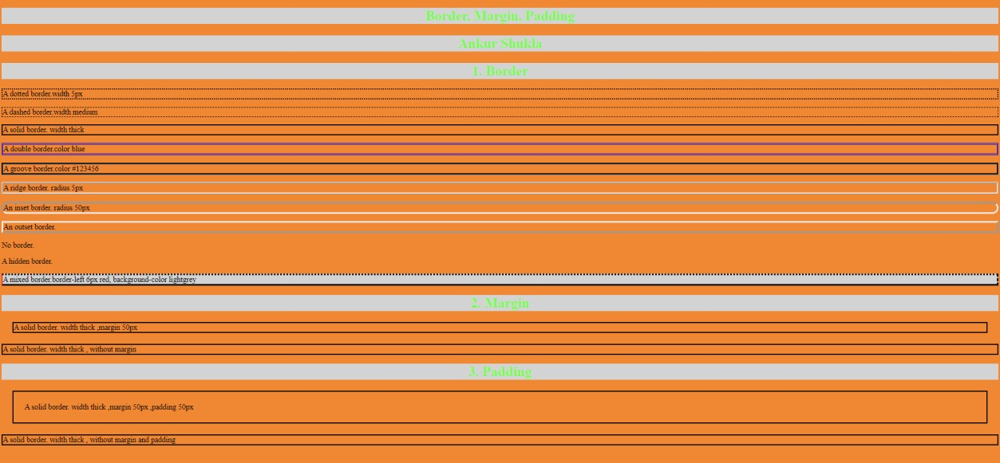 Border, Margin, Padding
Ankur Shukla
1. Border
A dotted border.width 5px
A dashed border.width medium
A solid border. width thick
A double border.color blue
A groove border.color #123456
A ridge border. radius 5px
An inset border. radius 50px
An outset border.
No border.
A hidden border.
A mixed border.border-left 6px red, background-color lightgrey
2. Margin
A solid border. width thick ,margin 50px
A solid border. width thick , without margin
3. Padding
A solid border. width thick ,margin 50px ,padding 50px
A solid border. width thick , without margin and padding